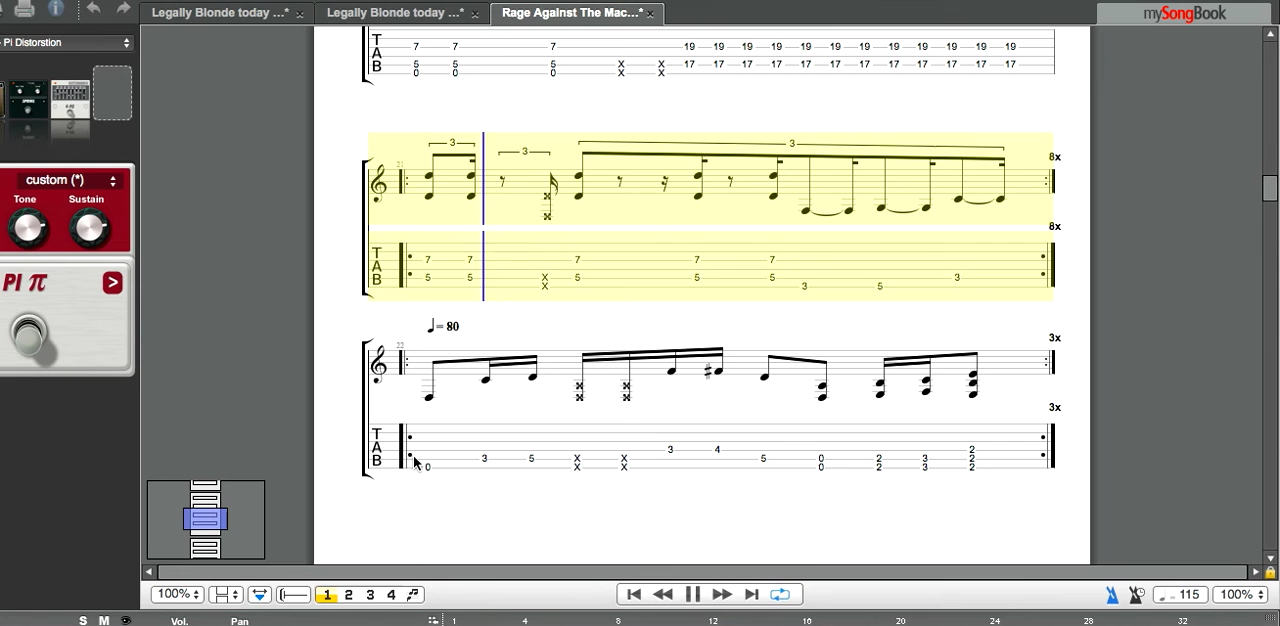 Legally Blonde today ...* × Legally Blonde today ...* × Rage Against The Mac...* × mySongBook
- PI Distorstion
T A B 7 7 7 19 19 19 19 19 19 19 19 19 19 19 19
5 5 5 X X 17 17 17 17 17 17 17 17 17 17 17 17
0 0 0 X X
3 3 3 8x
21
custom (*)
Tone Sustain
8x
T A B 7 7 7 7 7
5 5 X 5 5 5 3
X 3 5
PI π >
= 80
3x
22
3x
T A B 3 4 2
3 5 X X 5 0 2 3 2
0 X X 0 2 3 2
100% 1 2 3 4 115 100%
S M Vol. Pan 1 4 8 12 16 20 24 28 32